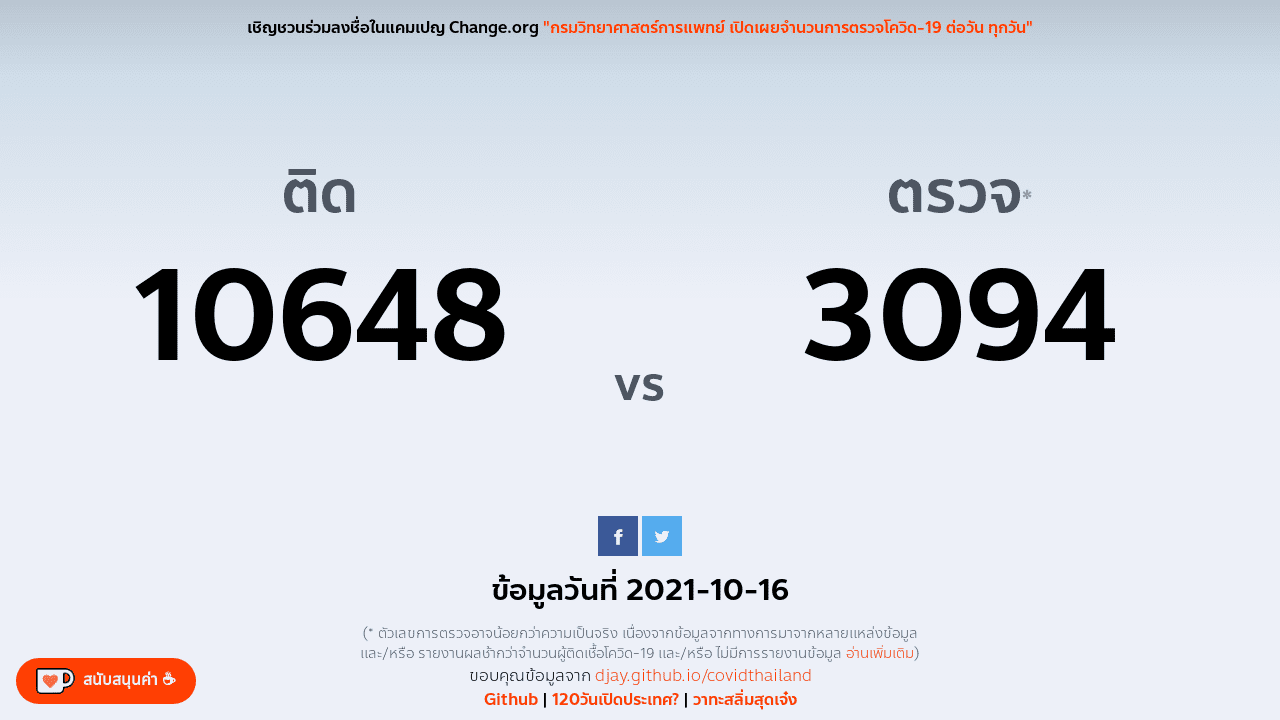 เชิญชวนร่วมลงชื่อในแคมเปญ Change.org "กรมวิทยาศาสตร์การแพทย์ เปิดเผยจำนวนการตรวจโควิด-19 ต่อวัน ทุกวัน"
ติด
ตรวจ*
10648
3094
vs
ข้อมูลวันที่ 2021-10-16
(* ตัวเลขการตรวจอาจน้อยกว่าความเป็นจริง เนื่องจากข้อมูลจากทางการมาจากหลายแหล่งข้อมูล
และ/หรือ รายงานผลช้ากว่าจำนวนผู้ติดเชื้อโควิด-19 และ/หรือ ไม่มีการรายงานข้อมูล อ่านเพิ่มเติม)
ขอบคุณข้อมูลจาก djay.github.io/covidthailand
Github | 120วันเปิดประเทศ? | วาทะสลิ่มสุดเจ๋ง
สนับสนุนค่า ☕